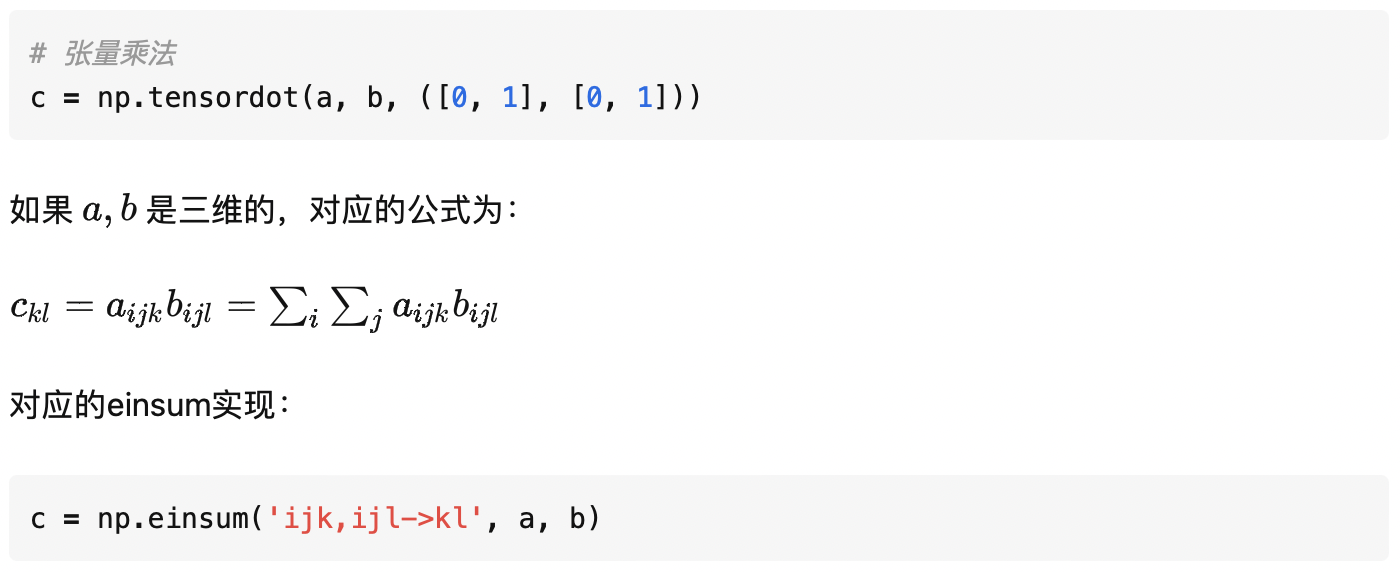 # 张量乘法
c = np.tensordot(a, b, ([0, 1], [0, 1]))
如果 a, b 是三维的，对应的公式为：
c_{kl} = a_{ijk}b_{ijl} = ∑_i ∑_j a_{ijk}b_{ijl}
对应的einsum实现：
c = np.einsum('ijk,ijl->kl', a, b)